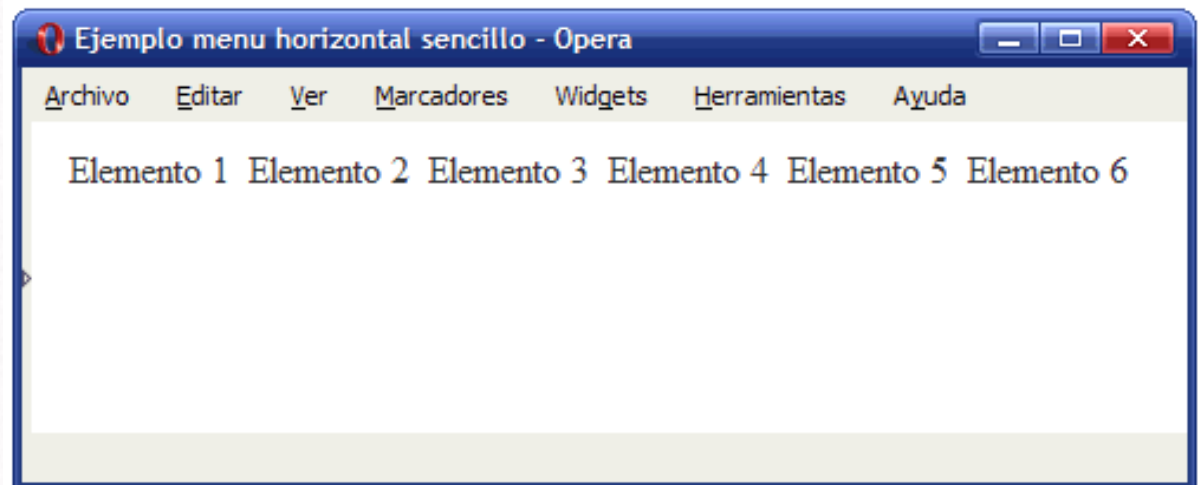 Ejemplo menu horizontal sencillo - Opera
Archivo Editar Ver Marcadores Widgets Herramientas Ayuda
Elemento 1 Elemento 2 Elemento 3 Elemento 4 Elemento 5 Elemento 6